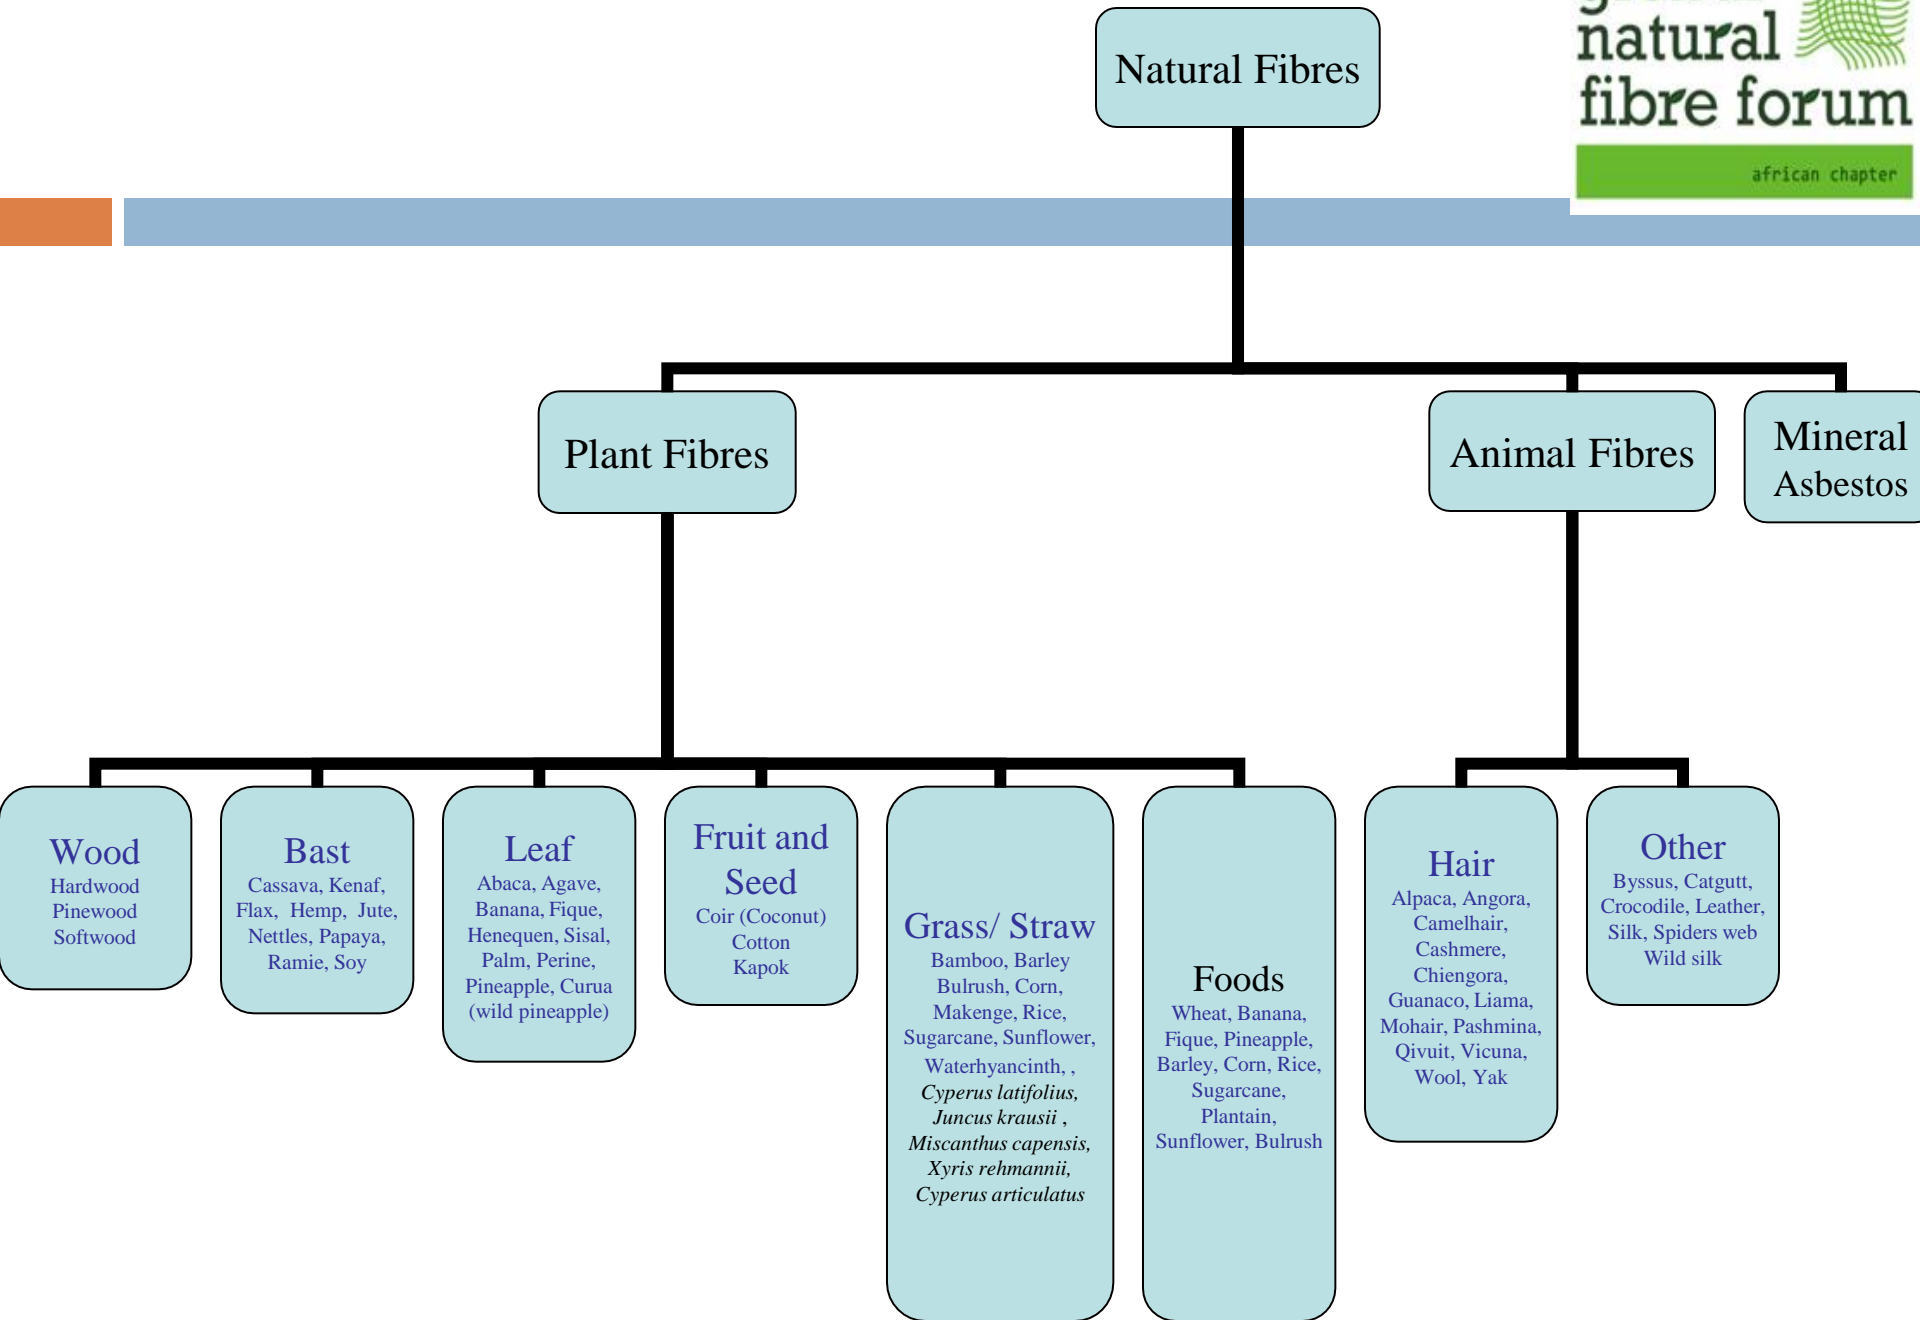 Natural Fibres
natural
fibre forum
african chapter
Plant Fibres
Animal Fibres
Mineral
Asbestos
Wood
Hardwood
Pinewood
Softwood
Bast
Cassava, Kenaf,
Flax, Hemp, Jute,
Nettles, Papaya,
Ramie, Soy
Leaf
Abaca, Agave,
Banana, Fique,
Henequen, Sisal,
Palm, Perine,
Pineapple, Curua
(wild pineapple)
Fruit and
Seed
Coir (Coconut)
Cotton
Kapok
Grass/ Straw
Bamboo, Barley
Bulrush, Corn,
Makenge, Rice,
Sugarcane, Sunflower,
Waterhyancinth, ,
Cyperus latifolius,
Juncus krausii ,
Miscanthus capensis,
Xyris rehmannii,
Cyperus articulatus
Foods
Wheat, Banana,
Fique, Pineapple,
Barley, Corn, Rice,
Sugarcane,
Plantain,
Sunflower, Bulrush
Hair
Alpaca, Angora,
Camelhair,
Cashmere,
Chiengora,
Guanaco, Liama,
Mohair, Pashmina,
Qivuit, Vicuna,
Wool, Yak
Other
Byssus, Catgutt,
Crocodile, Leather,
Silk, Spiders web
Wild silk